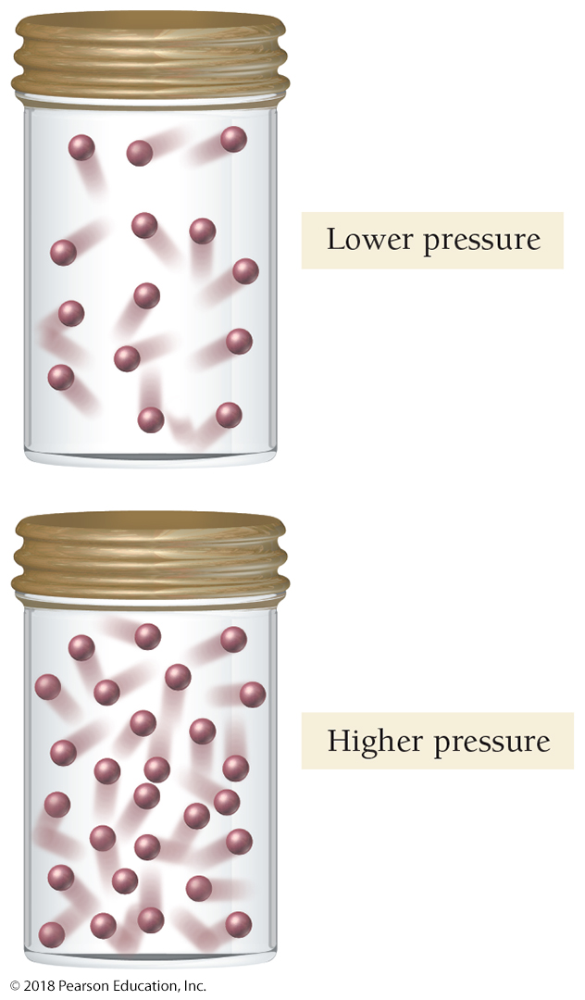 Lower pressure
Higher pressure
© 2018 Pearson Education, Inc.